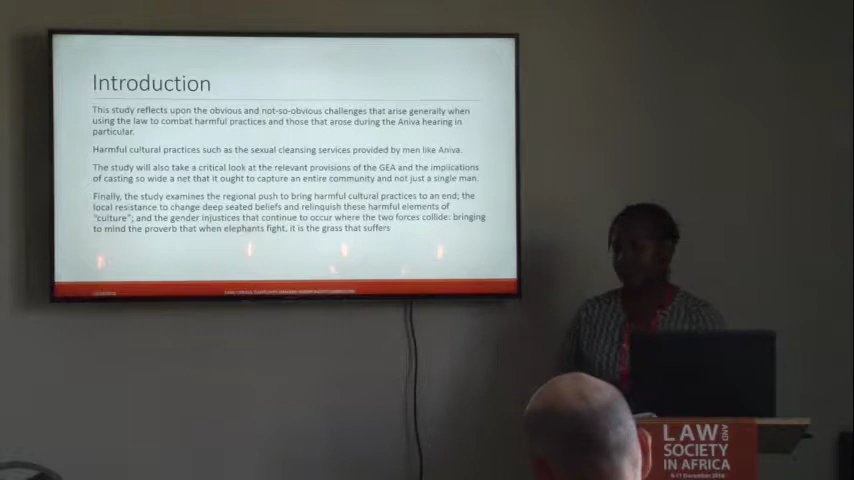 Introduction
This study reflects upon the obvious and not-so-obvious challenges that arise generally when
using the law to combat harmful practices and those that arose during the Aniva hearing in
particular.
Harmful cultural practices such as the sexual cleansing services provided by men like Aniva.
The study will also take a critical look at the relevant provisions of the GEA and the implications
of casting so wide a net that it ought to capture an entire community and not just a single man.
Finally, the study examines the regional push to bring harmful cultural practices to an end; the
local resistance to change deep seated beliefs and relinquish these harmful elements of
"culture"; and the gender injustices that continue to occur where the two forces collide: bringing
to mind the proverb that when elephants fight, it is the grass that suffers
LAW AND
SOCIETY
IN AFRICA